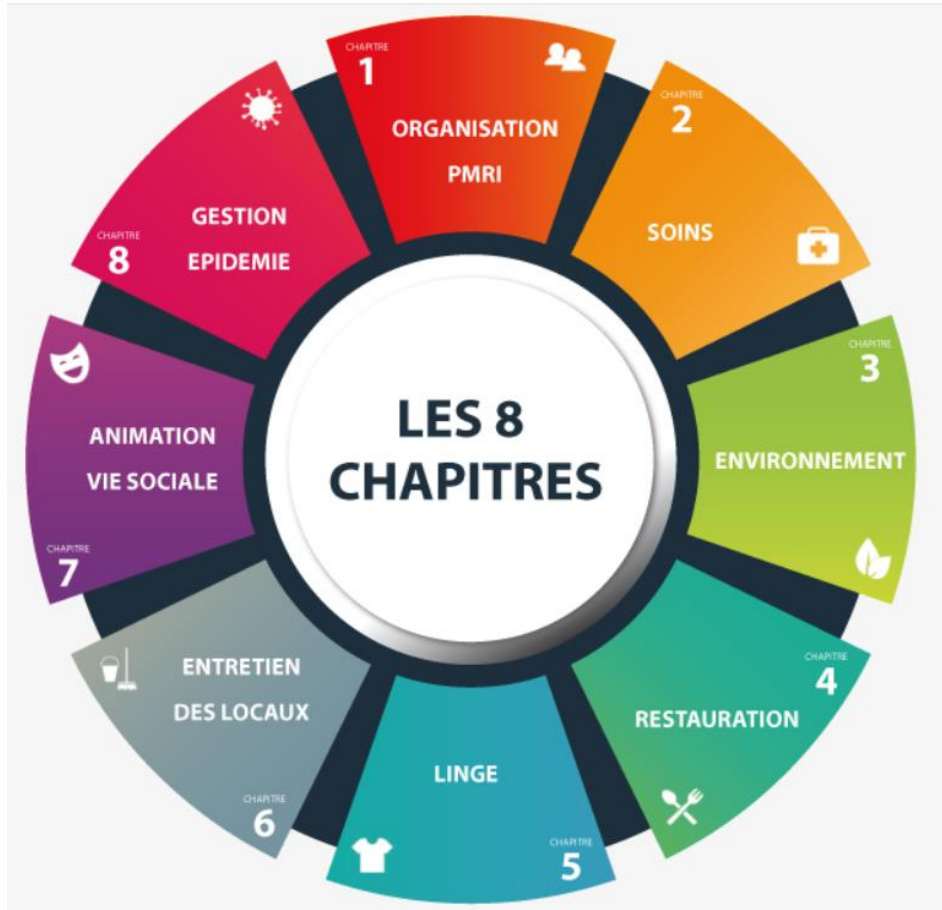 LES 8
CHAPITRES
CHAPITRE
1
ORGANISATION
PMRI
CHAPITRE
2
SOINS
CHAPITRE
3
ENVIRONNEMENT
CHAPITRE
4
RESTAURATION
LINGE
CHAPITRE
5
ENTRETIEN
DES LOCAUX
CHAPITRE
6
ANIMATION
VIE SOCIALE
CHAPITRE
7
GESTION
EPIDEMIE
CHAPITRE
8